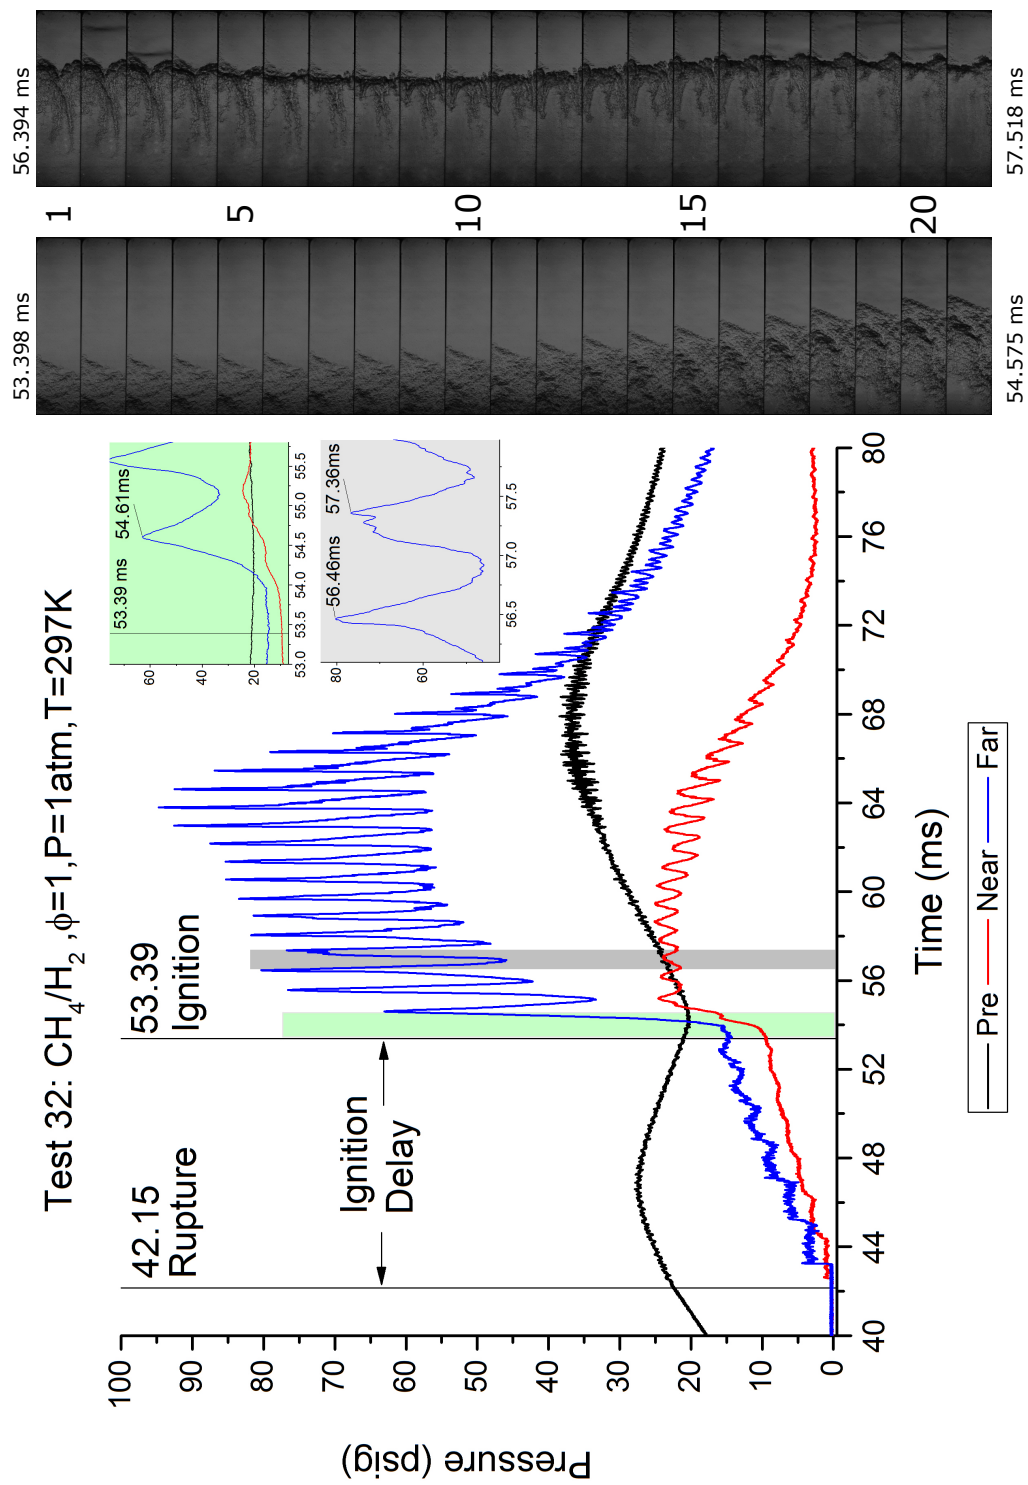 Test 32: CH4/H2 ,ϕ=1,P=1atm,T=297K
42.15
Rupture
53.39
Ignition
Ignition
Delay
53.39 ms
54.61ms
60
40
20
53.0
53.5
54.0
54.5
55.0
55.5
56.46ms
57.36ms
80
60
56.5
57.0
57.5
Pressure (psig)
100
90
80
70
60
50
40
30
20
10
0
40
44
48
52
56
60
64
68
72
76
80
Time (ms)
Pre
Near
Far
53.398 ms
54.575 ms
1
5
10
15
20
56.394 ms
57.518 ms